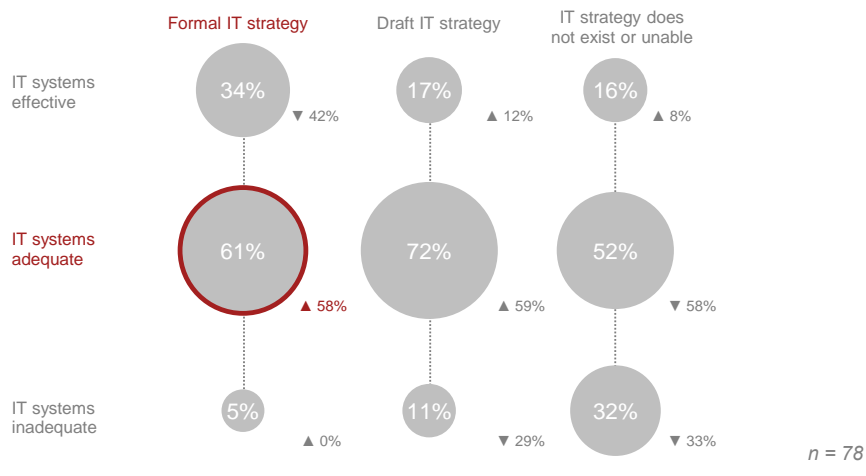 Formal IT strategy
Draft IT strategy
IT strategy does
not exist or unable
IT systems
effective
34%
▼ 42%
17%
▲ 12%
16%
▲ 8%
IT systems
adequate
61%
▲ 58%
72%
▲ 59%
52%
▼ 58%
IT systems
inadequate
5%
▲ 0%
11%
▼ 29%
32%
▼ 33%
n = 78